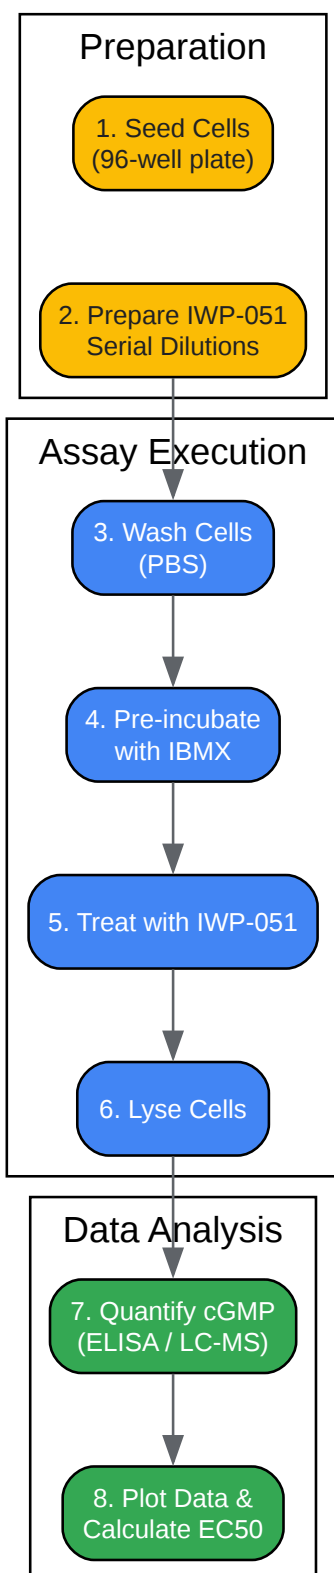 Preparation
1. Seed Cells
(96-well plate)
2. Prepare IWP-051
Serial Dilutions
Assay Execution
3. Wash Cells
(PBS)
4. Pre-incubate
with IBMX
5. Treat with IWP-051
6. Lyse Cells
Data Analysis
7. Quantify cGMP
(ELISA / LC-MS)
8. Plot Data &
Calculate EC50